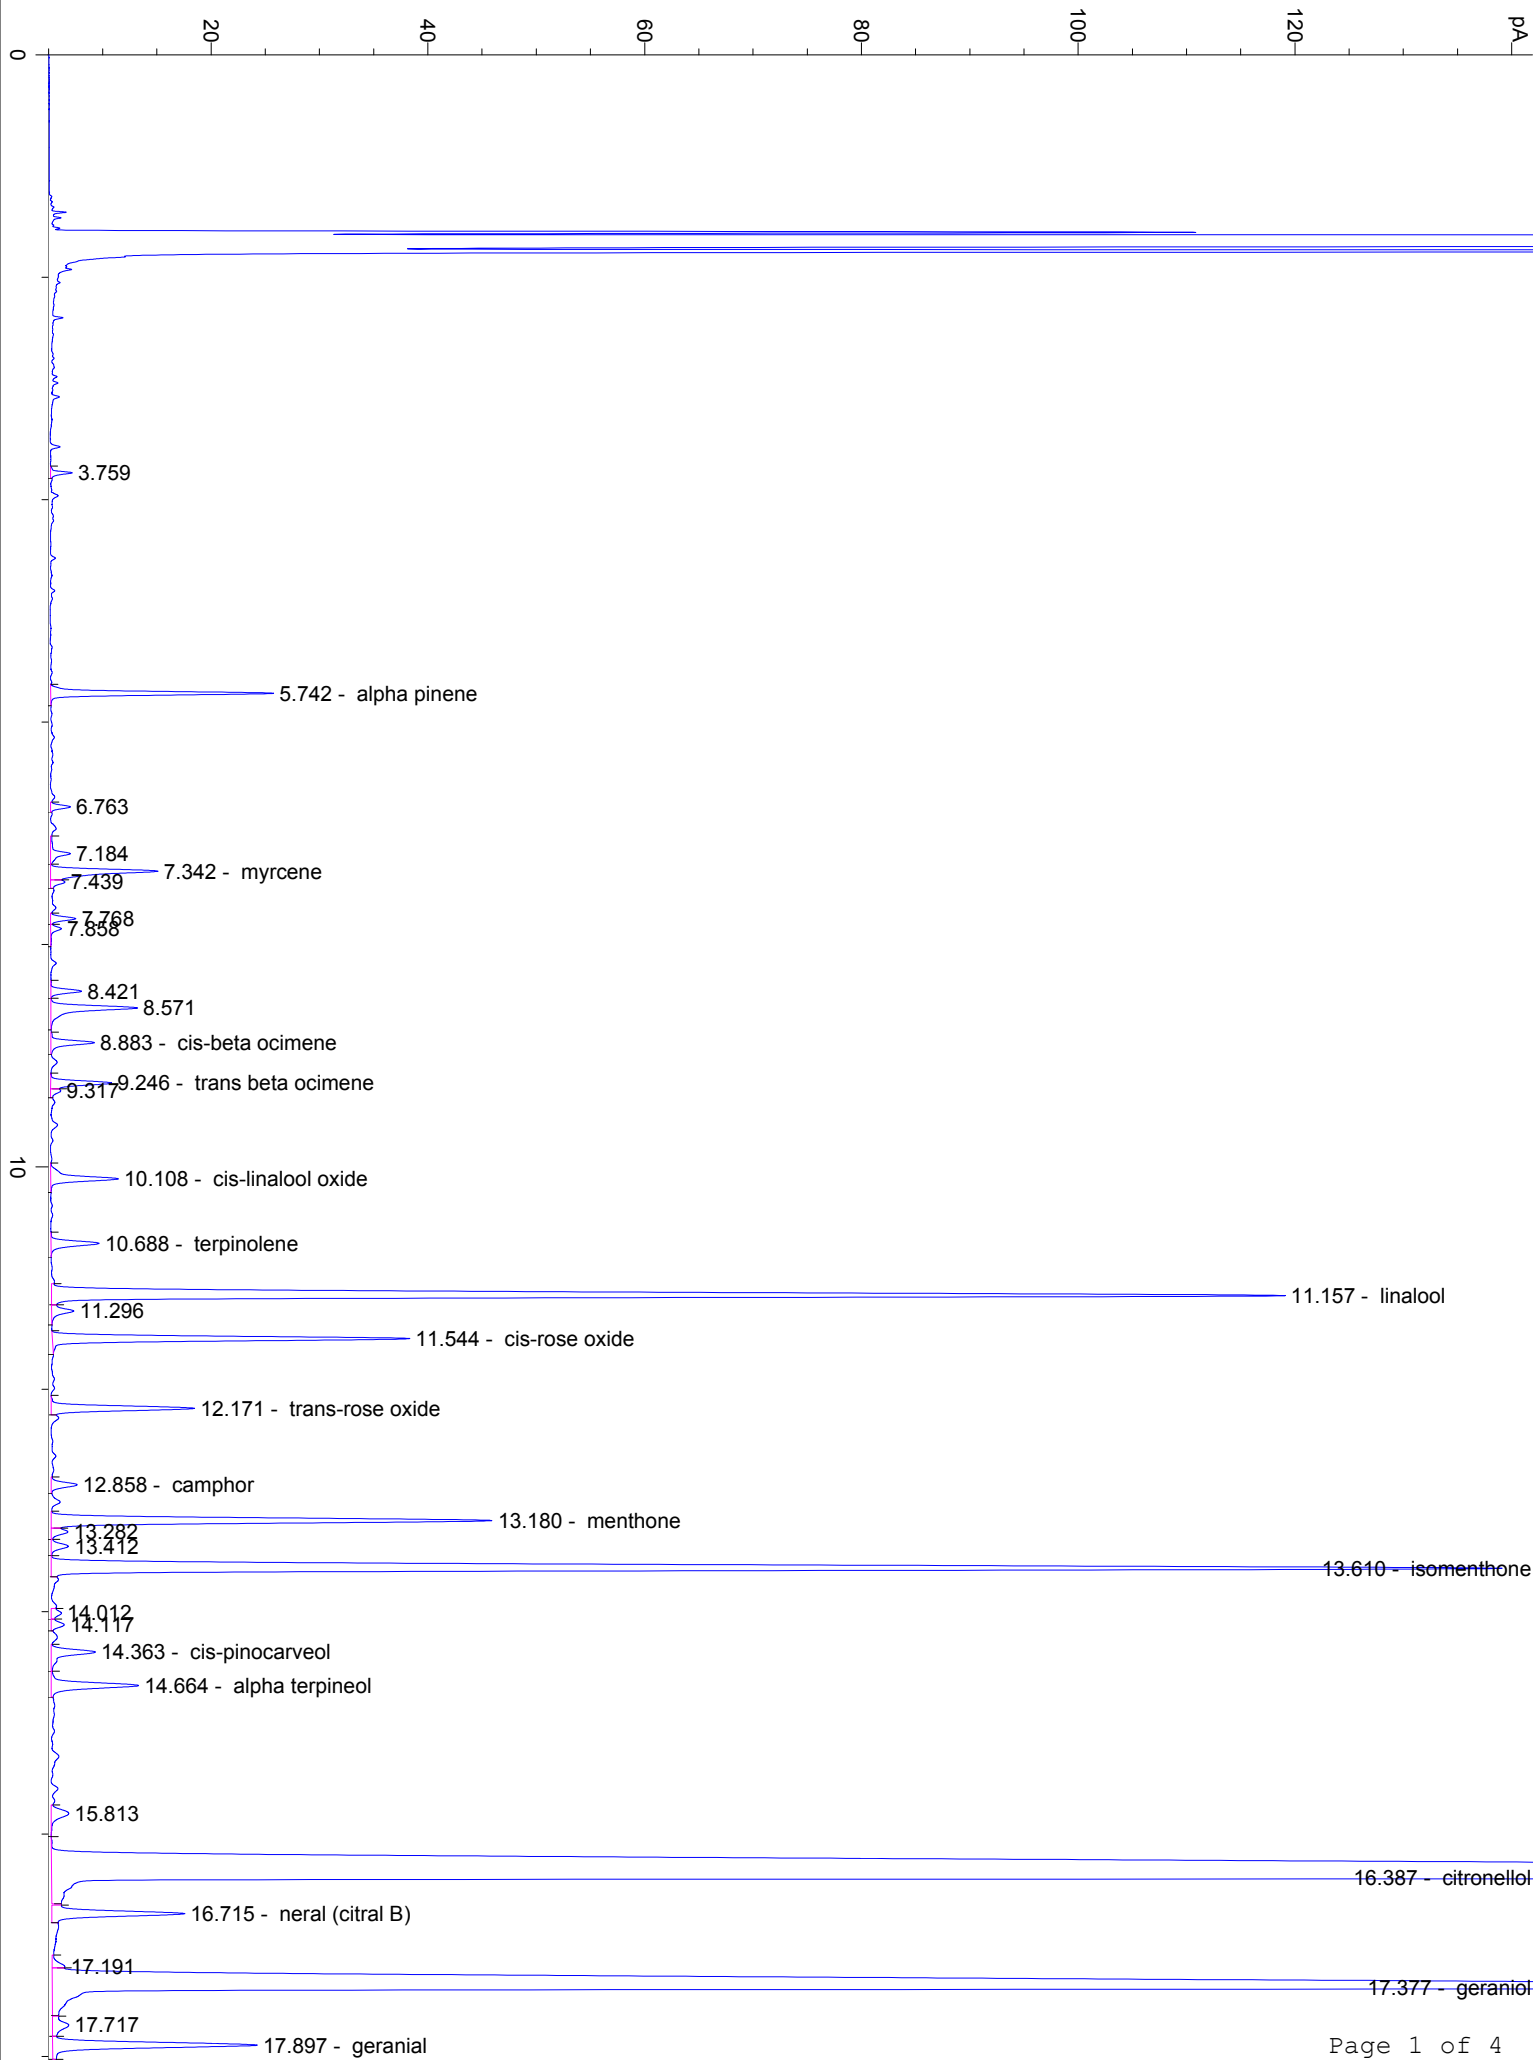 20
40
60
80
100
120
pA
0
3.759
5.742 - alpha pinene
6.763
7.184
7.342 - myrcene
7.439
7.768
7.858
8.421
8.571
8.883 - cis-beta ocimene
9.246 - trans beta ocimene
9.317
10
10.108 - cis-linalool oxide
10.688 - terpinolene
11.157 - linalool
11.296
11.544 - cis-rose oxide
12.171 - trans-rose oxide
12.858 - camphor
13.180 - menthone
13.282
13.412
13.610 - isomenthone
14.012
14.117
14.363 - cis-pinocarveol
14.664 - alpha terpineol
15.813
16.387 - citronellol
16.715 - neral (citral B)
17.191
17.377 - geraniol
17.717
17.897 - geranial
Page 1 of 4